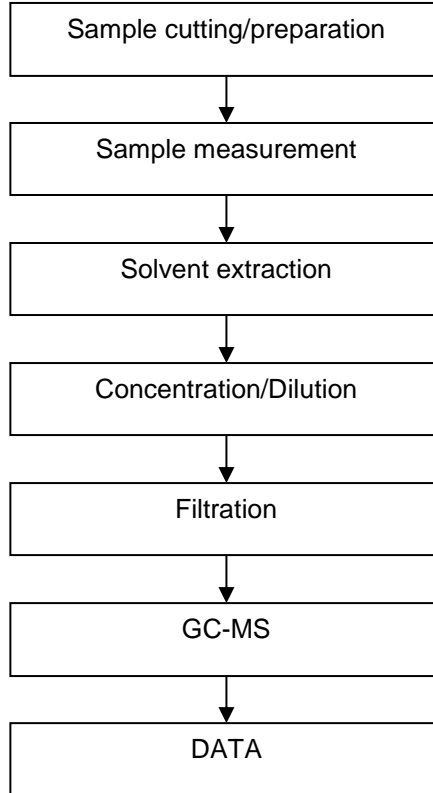 Sample cutting/preparation
Sample measurement
Solvent extraction
Concentration/Dilution
Filtration
GC-MS
DATA